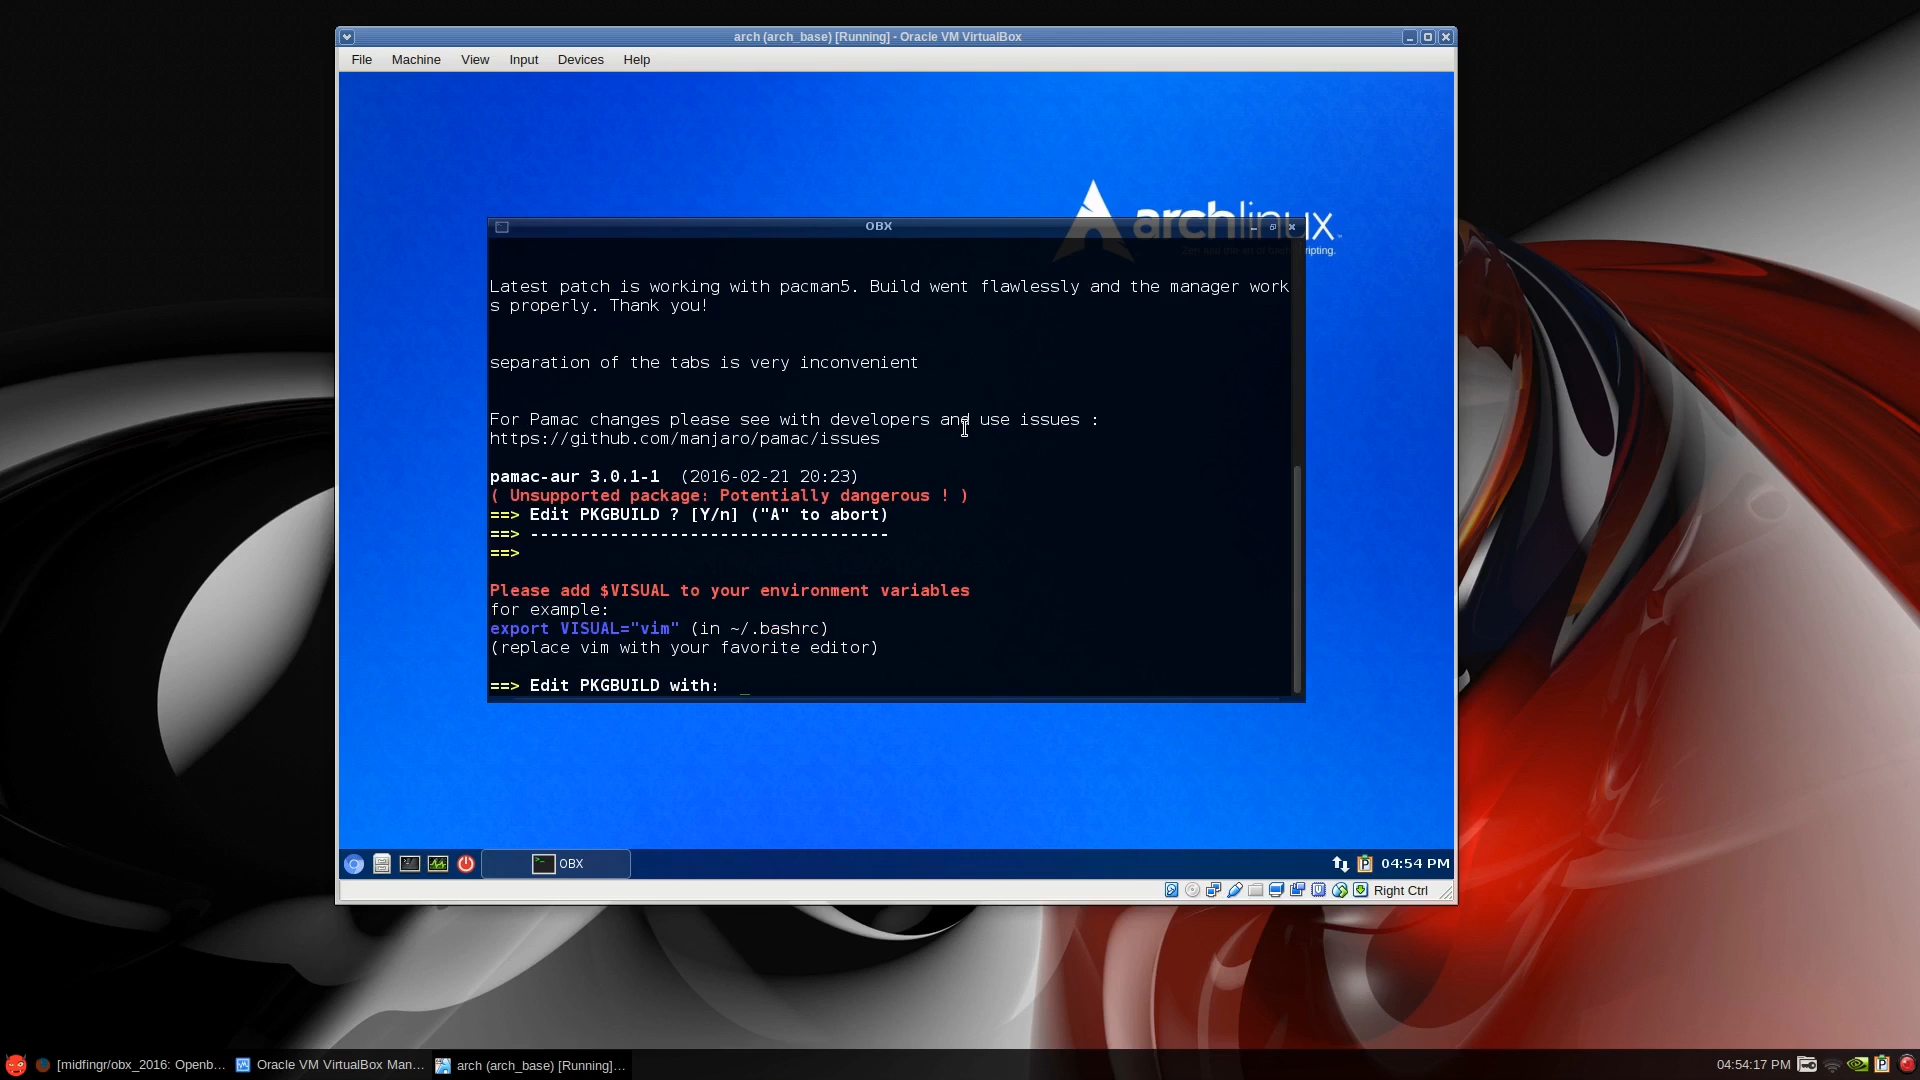 arch (arch_base) [Running] - Oracle VM VirtualBox
File Machine View Input Devices Help
archlinux
OBX
Latest patch is working with pacman5. Build went flawlessly and the manager work
s properly. Thank you!
separation of the tabs is very inconvenient
For Pamac changes please see with developers and use issues :
https://github.com/manjaro/pamac/issues
pamac-aur 3.0.1-1 (2016-02-21 20:23)
( Unsupported package: Potentially dangerous ! )
==> Edit PKGBUILD ? [Y/n] ("A" to abort)
==> ------------------------------------
==>
Please add $VISUAL to your environment variables
for example:
export VISUAL="vim" (in ~/.bashrc)
(replace vim with your favorite editor)
==> Edit PKGBUILD with: _
OBX 04:54 PM
Right Ctrl
[midfingr/obx_2016: Openb... Oracle VM VirtualBox Man... arch (arch_base) [Running]... 04:54:17 PM